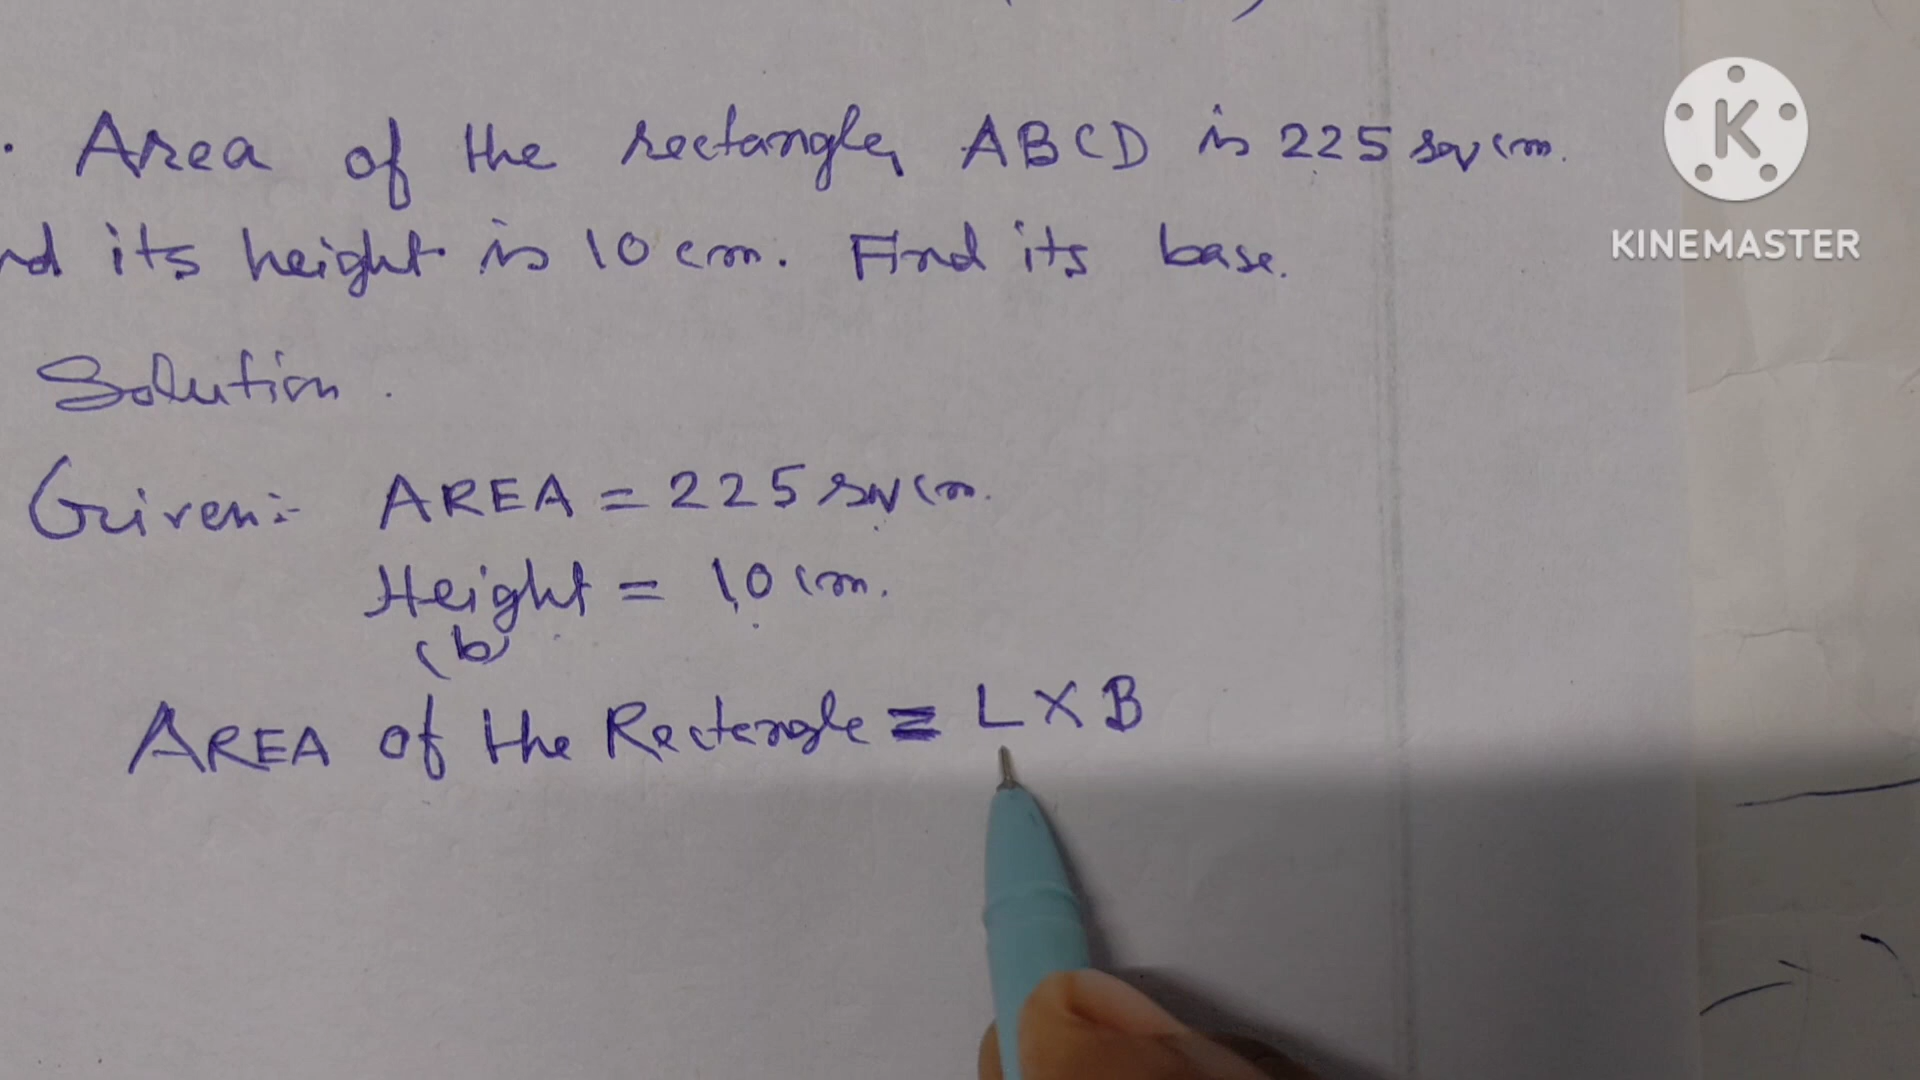 . Area of the rectangle, ABCD is 225 sq cm.
nd its height is 10 cm. Find its base.
Solution.
Given:- AREA = 225 sq cm.
Height = 10 cm.
(b)
AREA of the Rectangle = L X B
K
KINEMASTER